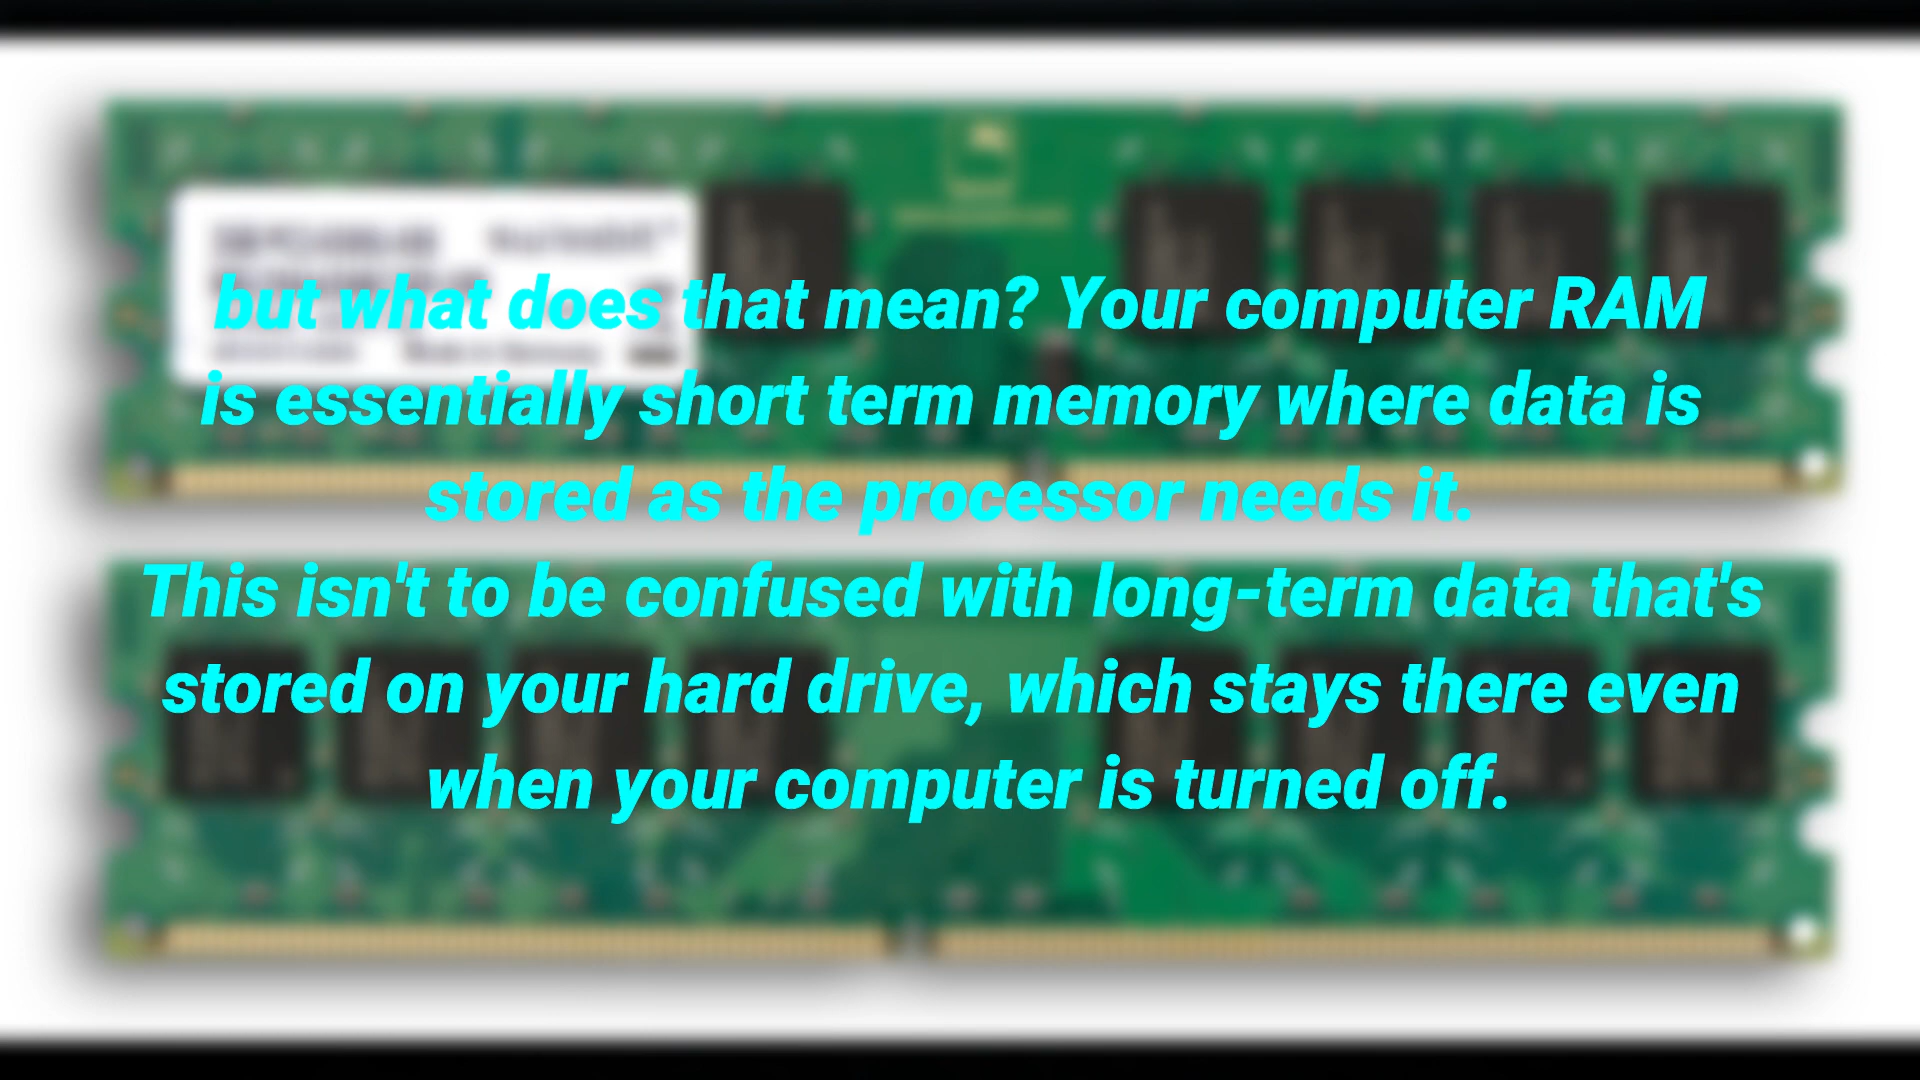 but what does that mean? Your computer RAM
is essentially short term memory where data is
stored as the processor needs it.
This isn't to be confused with long-term data that's
stored on your hard drive, which stays there even
when your computer is turned off.